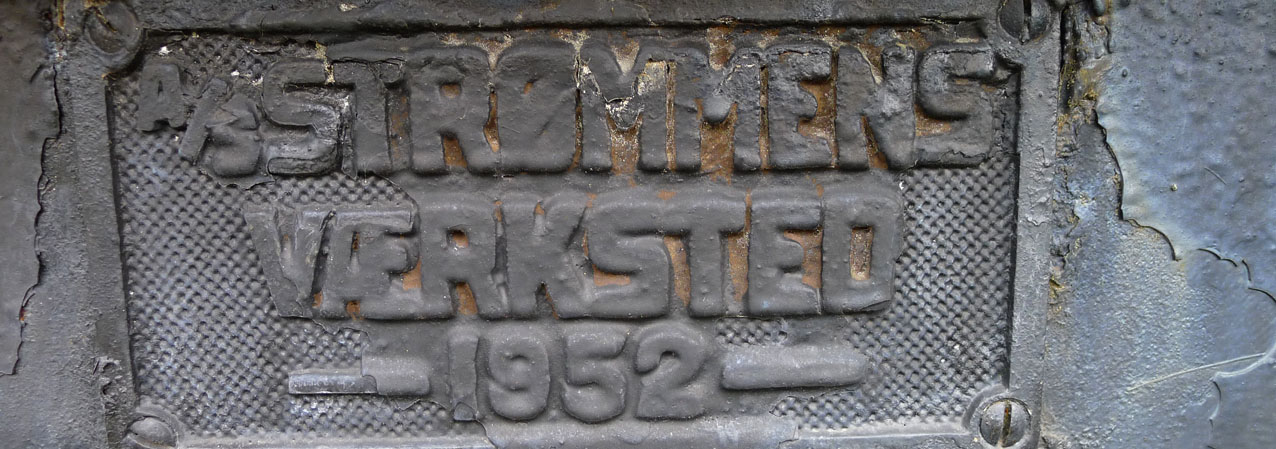 A/S STRØMMENS
VÆRKSTED
1952